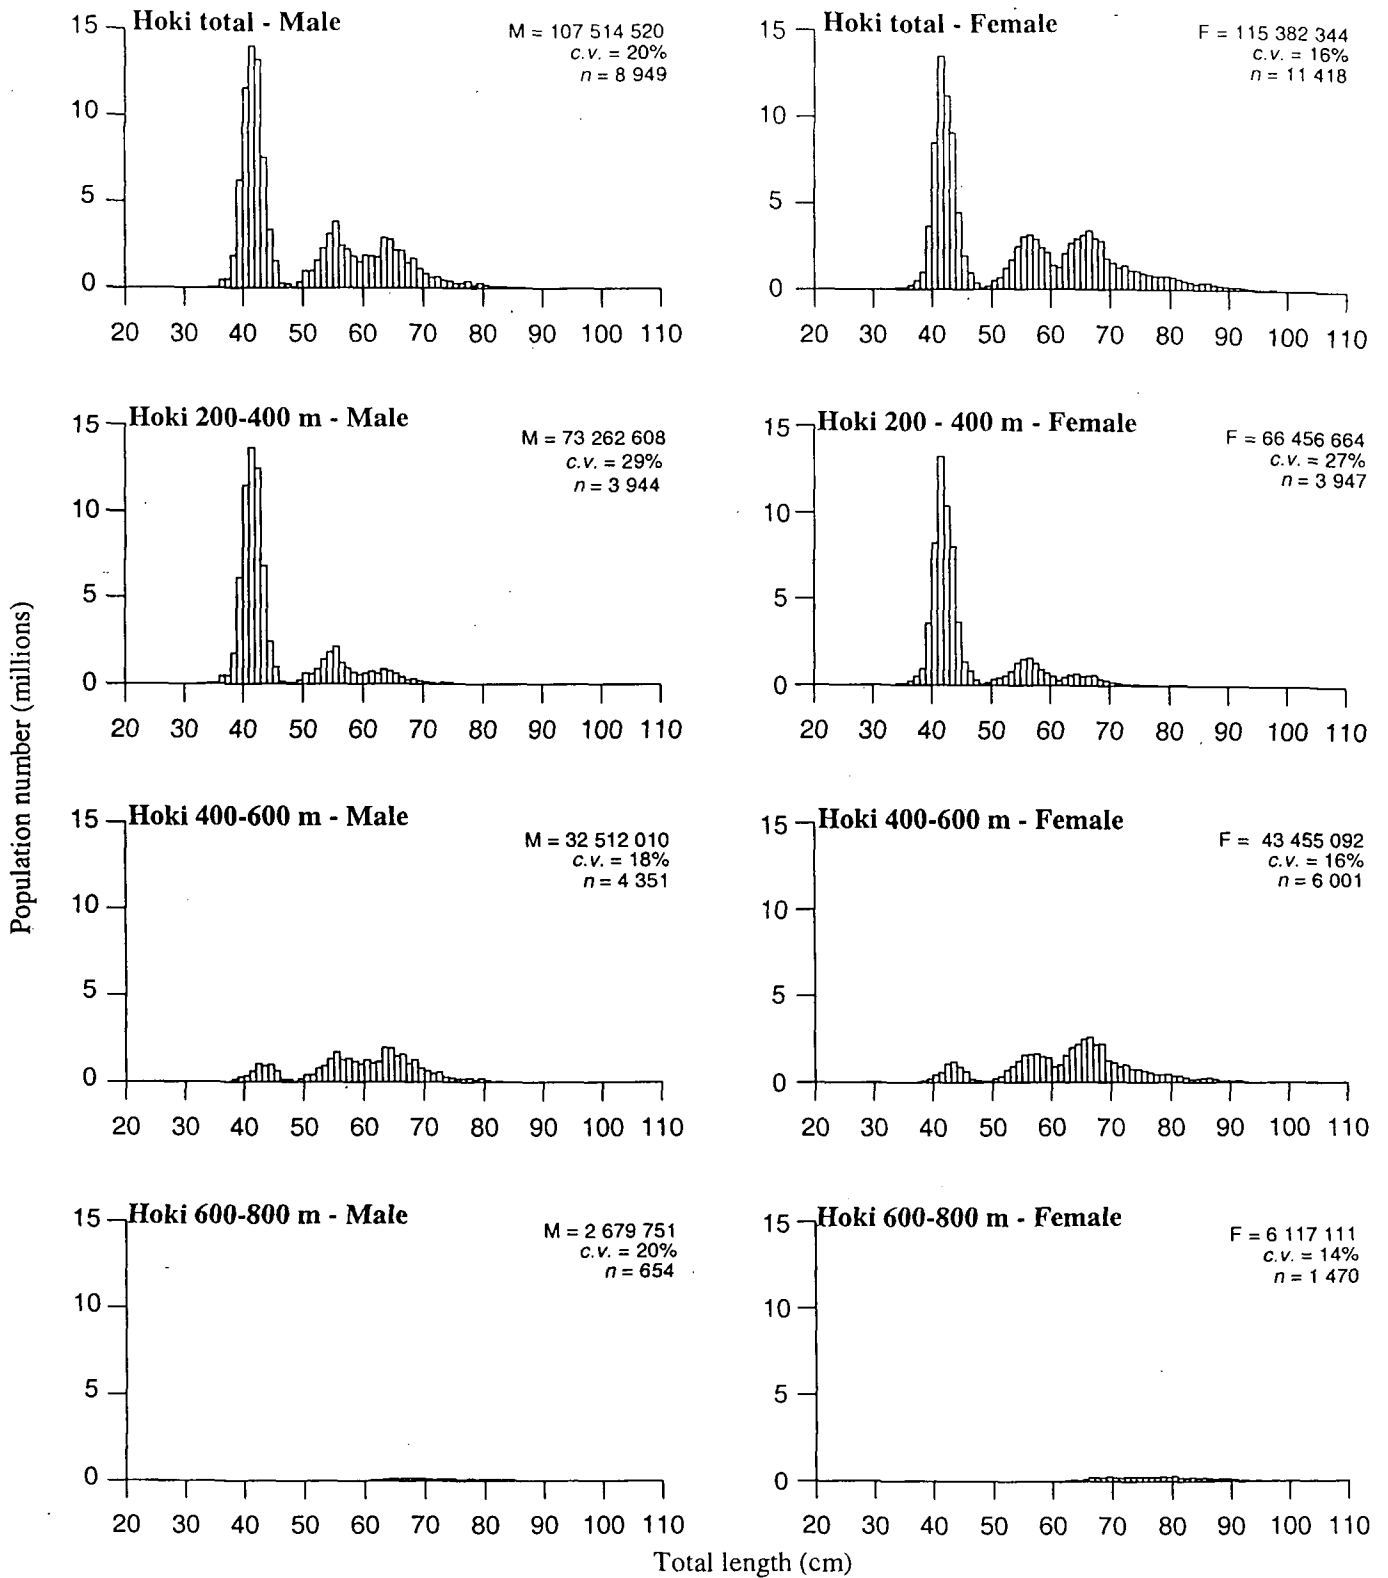 Hoki total - Male
M = 107 514 520
c.v. = 20%
n = 8 949
15
10
5
0
20 30 40 50 60 70 80 90 100 110
Hoki total - Female
F = 115 382 344
c.v. = 16%
n = 11 418
15
10
5
0
20 30 40 50 60 70 80 90 100 110
Hoki 200-400 m - Male
M = 73 262 608
c.v. = 29%
n = 3 944
15
10
5
0
20 30 40 50 60 70 80 90 100 110
Hoki 200 - 400 m - Female
F = 66 456 664
c.v. = 27%
n = 3 947
15
10
5
0
20 30 40 50 60 70 80 90 100 110
Population number (millions)
Hoki 400-600 m - Male
M = 32 512 010
c.v. = 18%
n = 4 351
15
10
5
0
20 30 40 50 60 70 80 90 100 110
Hoki 400-600 m - Female
F = 43 455 092
c.v. = 16%
n = 6 001
15
10
5
0
20 30 40 50 60 70 80 90 100 110
Hoki 600-800 m - Male
M = 2 679 751
c.v. = 20%
n = 654
15
10
5
0
20 30 40 50 60 70 80 90 100 110
Hoki 600-800 m - Female
F = 6 117 111
c.v. = 14%
n = 1 470
15
10
5
0
20 30 40 50 60 70 80 90 100 110
Total length (cm)